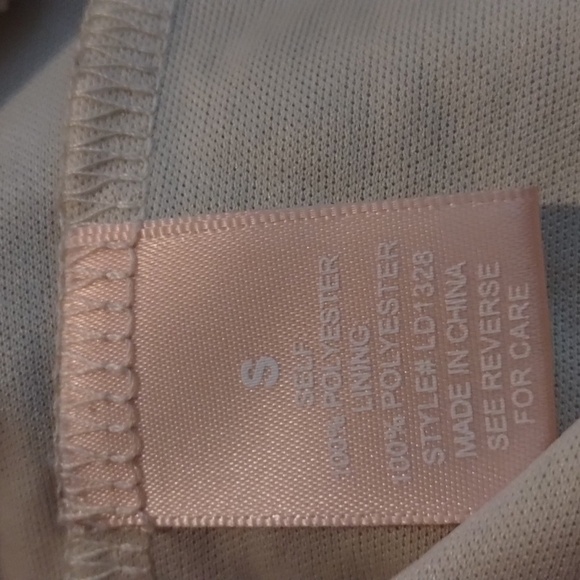 S
SELF
100% POLYESTER
LINING:
100% POLYESTER
STYLE# LD1328
MADE IN CHINA
SEE REVERSE
FOR CARE